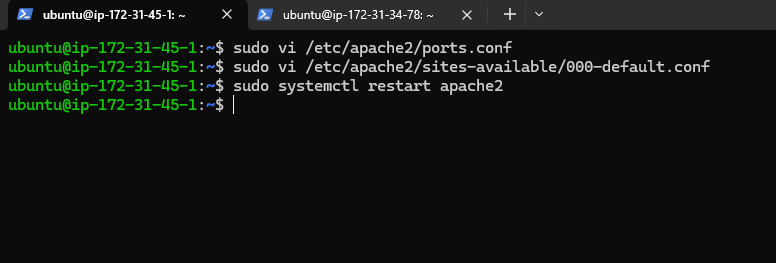 ubuntu@ip-172-31-45-1: ~
ubuntu@ip-172-31-34-78: ~
ubuntu@ip-172-31-45-1:~$ sudo vi /etc/apache2/ports.conf
ubuntu@ip-172-31-45-1:~$ sudo vi /etc/apache2/sites-available/000-default.conf
ubuntu@ip-172-31-45-1:~$ sudo systemctl restart apache2
ubuntu@ip-172-31-45-1:~$